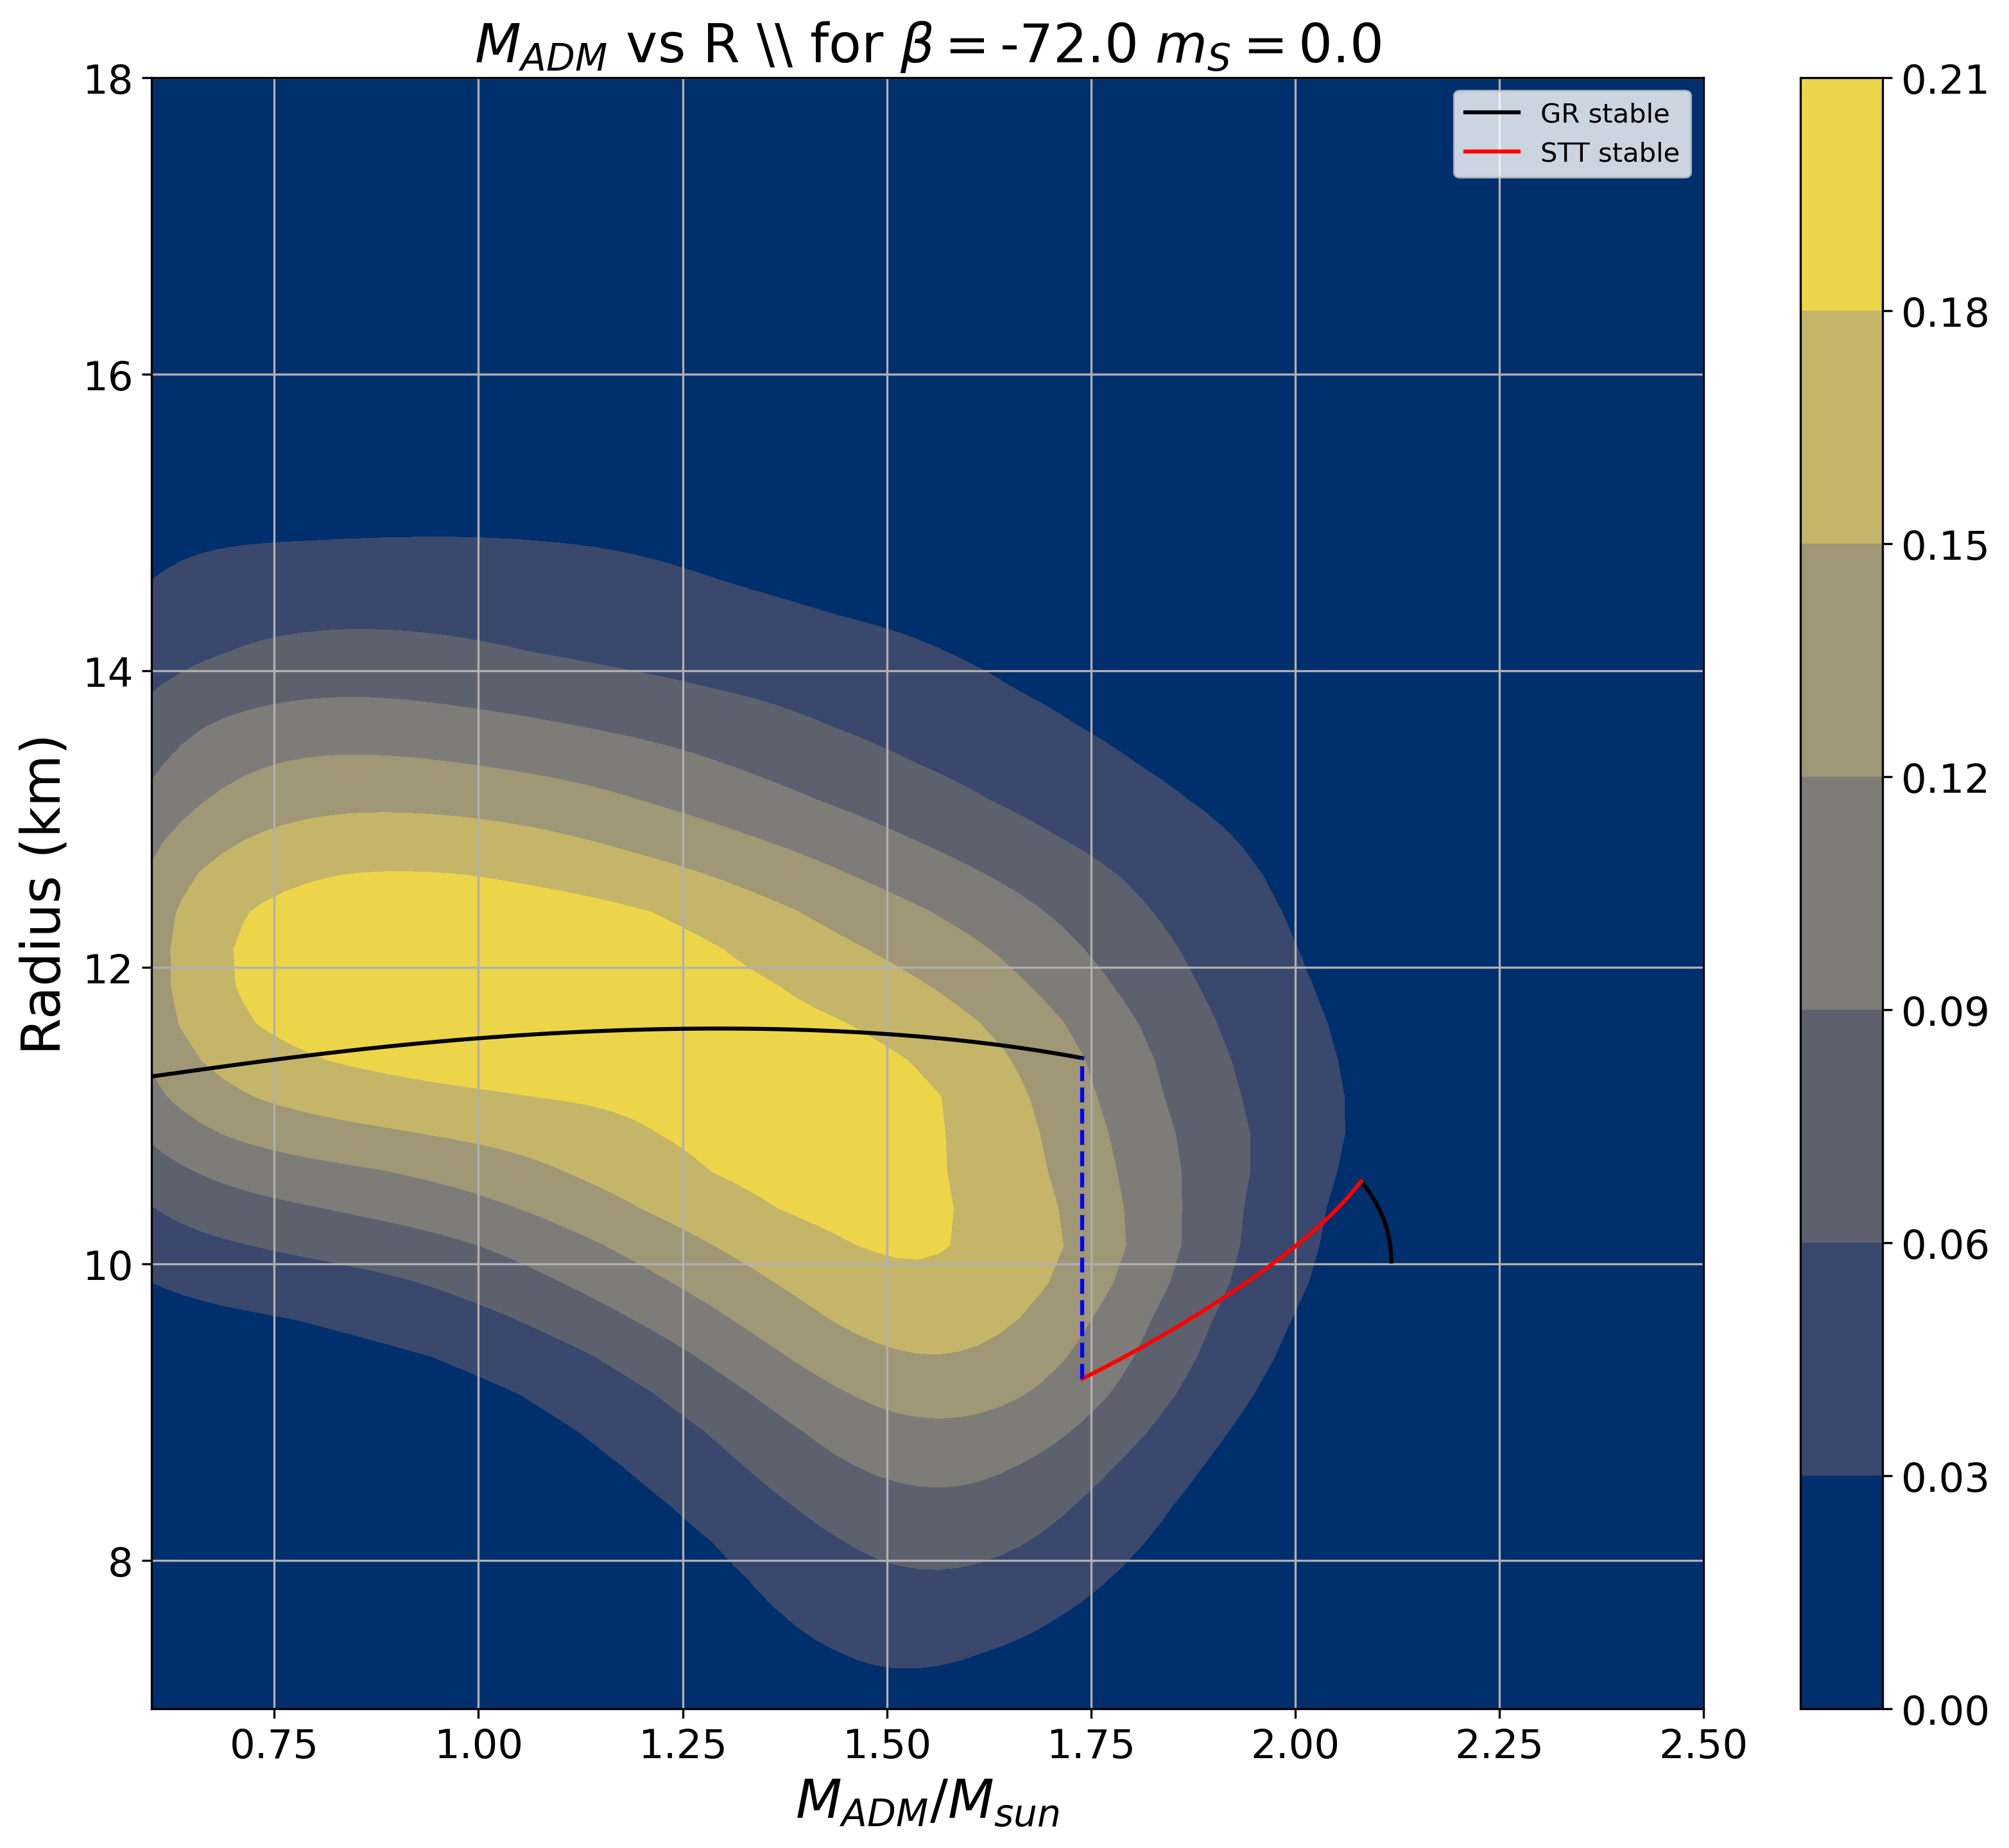 M_ADM vs R \\ for β = -72.0 m_S = 0.0
GR stable
STT stable
Radius (km)
18
16
14
12
10
8
0.75 1.00 1.25 1.50 1.75 2.00 2.25 2.50
M_ADM/M_sun
0.21
0.18
0.15
0.12
0.09
0.06
0.03
0.00